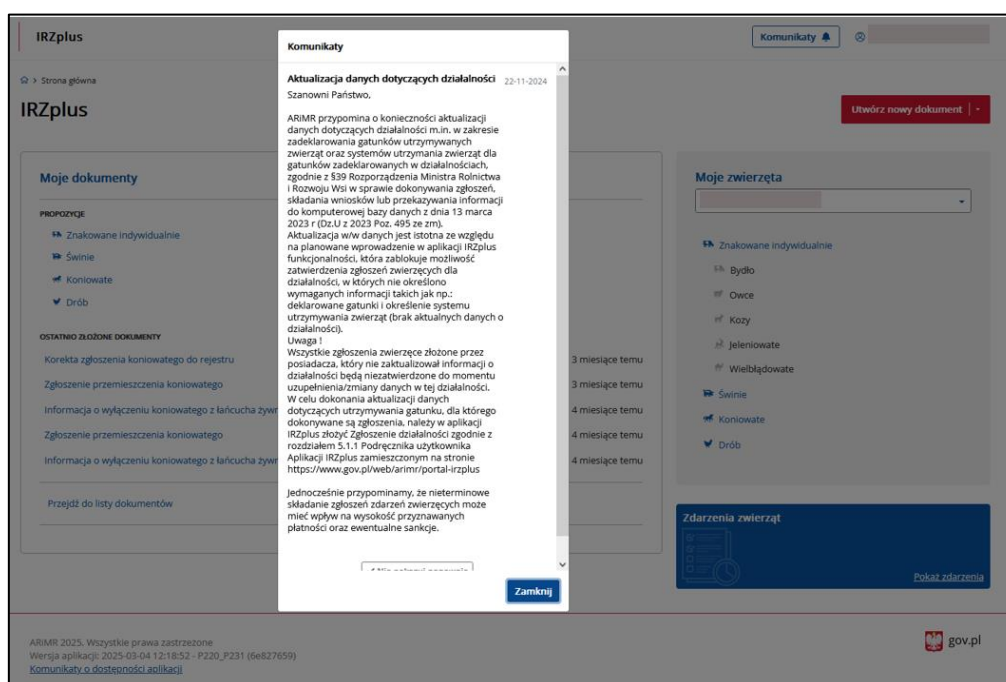 IRZplus
Komunikaty
Strona główna
IRZplus
Utwórz nowy dokument
Moje dokumenty
PROPOZYCJE
Znakowane indywidualnie
Świnie
Koniowate
Drób
OSTATNIO ZŁOŻONE DOKUMENTY
Korekta zgłoszenia koniowatego do rejestru
3 miesiące temu
Zgłoszenie przemieszczenia koniowatego
3 miesiące temu
Informacja o wyłączeniu koniowatego z łańcucha żywn
4 miesiące temu
Zgłoszenie przemieszczenia koniowatego
4 miesiące temu
Informacja o wyłączeniu koniowatego z łańcucha żywn
4 miesiące temu
Przejdź do listy dokumentów
Komunikaty
Aktualizacja danych dotyczących działalności 22-11-2024
Szanowni Państwo,
ARiMR przypomina o konieczności aktualizacji
danych dotyczących działalności m.in. w zakresie
zadeklarowania gatunków utrzymywanych
zwierząt oraz systemów utrzymania zwierząt dla
gatunków zadeklarowanych w działalnościach,
zgodnie z §39 Rozporządzenia Ministra Rolnictwa
i Rozwoju Wsi w sprawie dokonywania zgłoszeń,
składania wniosków lub przekazywania informacji
do komputerowej bazy danych z dnia 13 marca
2023 r (Dz.U z 2023 Poz. 495 ze zm).
Aktualizacja w/w danych jest istotna ze względu
na planowane wprowadzenie w aplikacji IRZplus
funkcjonalności, która zablokuje możliwość
zatwierdzenia zgłoszeń zwierzęcych dla
działalności, w których nie określono
wymaganych informacji takich jak np.:
deklarowane gatunki i określenie systemu
utrzymywania zwierząt (brak aktualnych danych o
działalności).
Uwaga !
Wszystkie zgłoszenia zwierzęce złożone przez
posiadacza, który nie zaktualizował informacji o
działalności będą niezatwierdzone do momentu
uzupełnienia/zmiany danych w tej działalności.
W celu dokonania aktualizacji danych
dotyczących utrzymywania gatunku, dla którego
dokonywane są zgłoszenia, należy w aplikacji
IRZplus złożyć Zgłoszenie działalności zgodnie z
rozdziałem 5.1.1 Podręcznika użytkownika
Aplikacji IRZplus zamieszczonym na stronie
https://www.gov.pl/web/arimr/portal-irzplus
Jednocześnie przypominamy, że nieterminowe
składanie zgłoszeń zdarzeń zwierzęcych może
mieć wpływ na wysokość przyznawanych
płatności oraz ewentualne sankcje.
Zamknij
Moje zwierzęta
Znakowane indywidualnie
Bydło
Owce
Kozy
Jeleniowate
Wielbłądowate
Świnie
Koniowate
Drób
Zdarzenia zwierząt
Pokaż zdarzenia
ARiMR 2025. Wszystkie prawa zastrzezone
Wersja aplikacji: 2025-03-04 12:18:52 - P220_P231 (6e827659)
Komunikaty o dostępności aplikacji
gov.pl